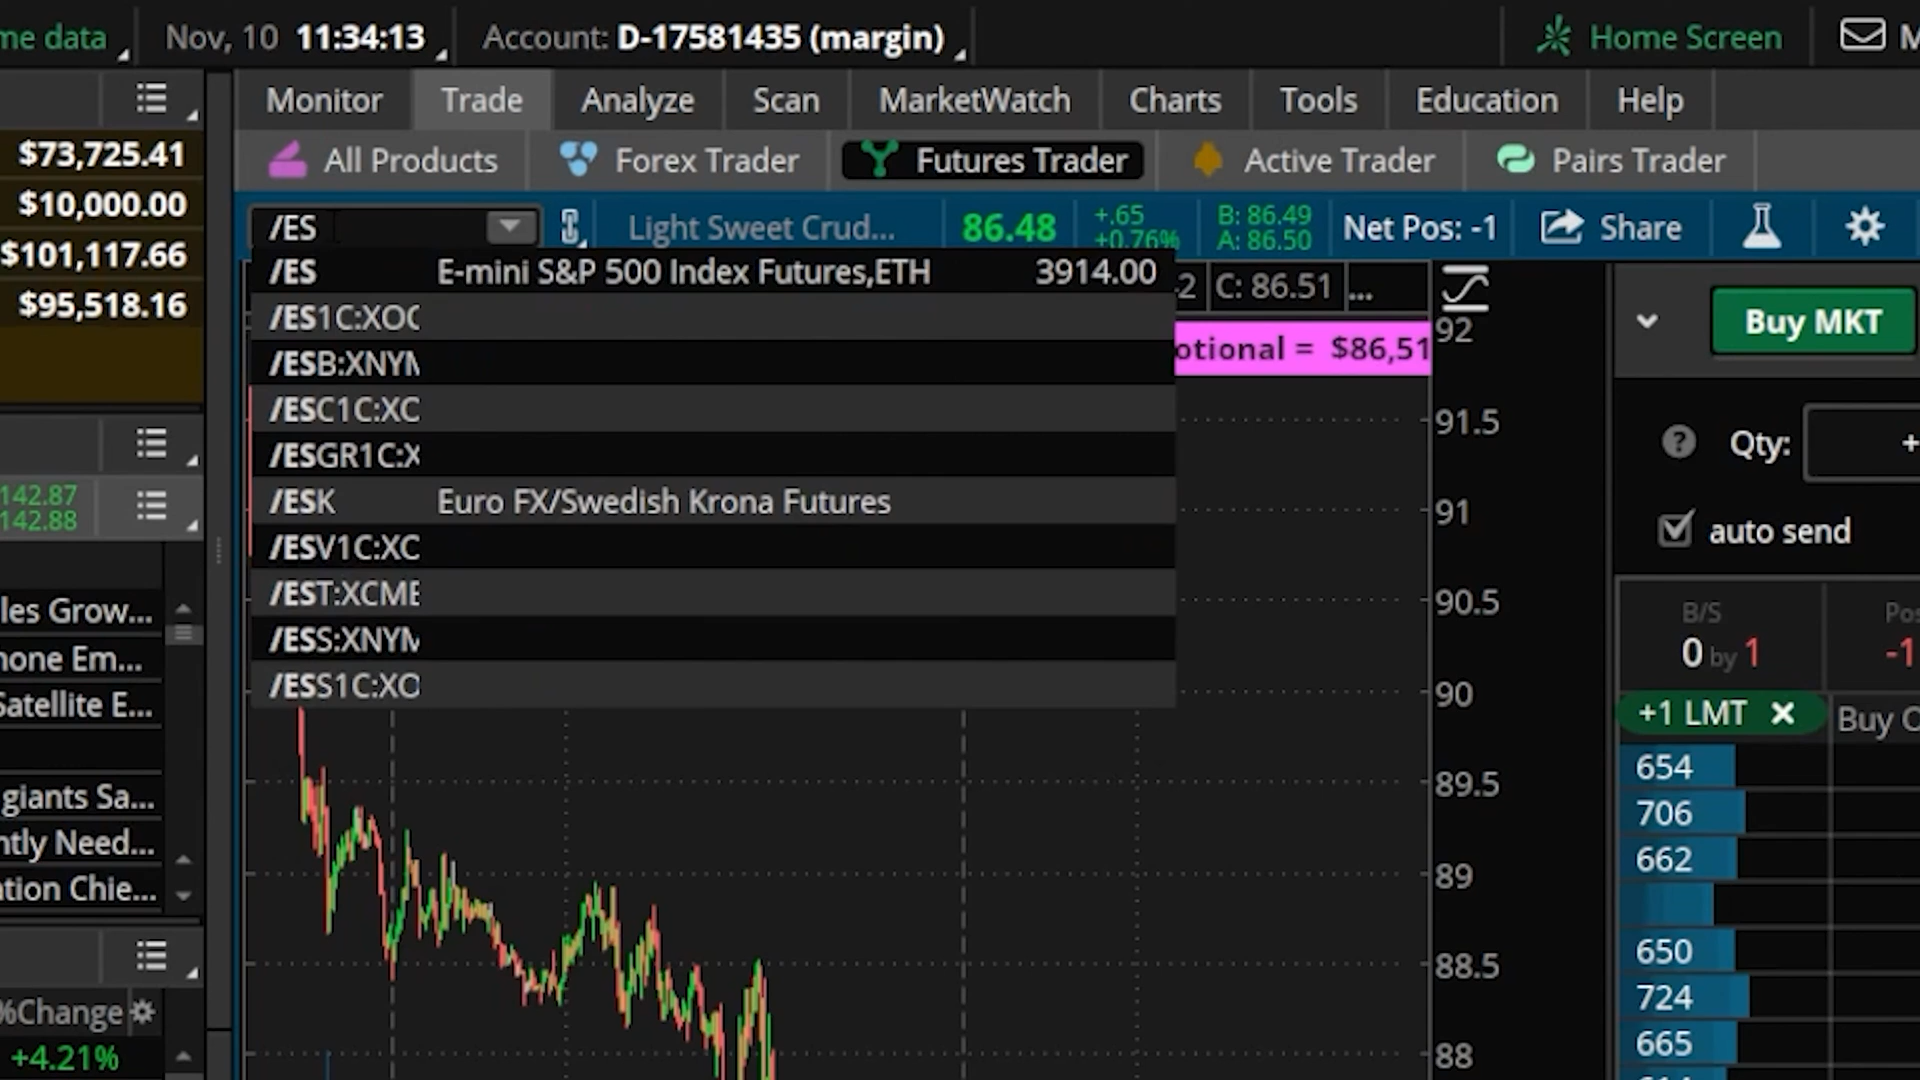 me data
Nov, 10 11:34:13
Account: D-17581435 (margin)
Home Screen
M
Monitor
Trade
Analyze
Scan
MarketWatch
Charts
Tools
Education
Help
All Products
Forex Trader
Futures Trader
Active Trader
Pairs Trader
$73,725.41
$10,000.00
$101,117.66
$95,518.16
/ES
Light Sweet Crud...
86.48
+.65
+0.76%
B: 86.49
A: 86.50
Net Pos: -1
Share
/ES E-mini S&P 500 Index Futures,ETH 3914.00
/ES1C:XOC
/ESB:XNYM
/ESC1C:XC
/ESGR1C:X
/ESK Euro FX/Swedish Krona Futures
/ESV1C:XC
/EST:XCME
/ESS:XNYM
/ESS1C:XO
-2
C: 86.51
...
otional = $86,51
92
91.5
91
90.5
90
89.5
89
88.5
88
Buy MKT
Qty:
+
auto send
B/S
0 by 1
Pos
-1
+1 LMT
Buy O
654
706
662
650
724
665
142.87
142.88
les Grow...
hone Em...
Satellite E...
giants Sa...
ntly Need...
ation Chie...
%Change
+4.21%